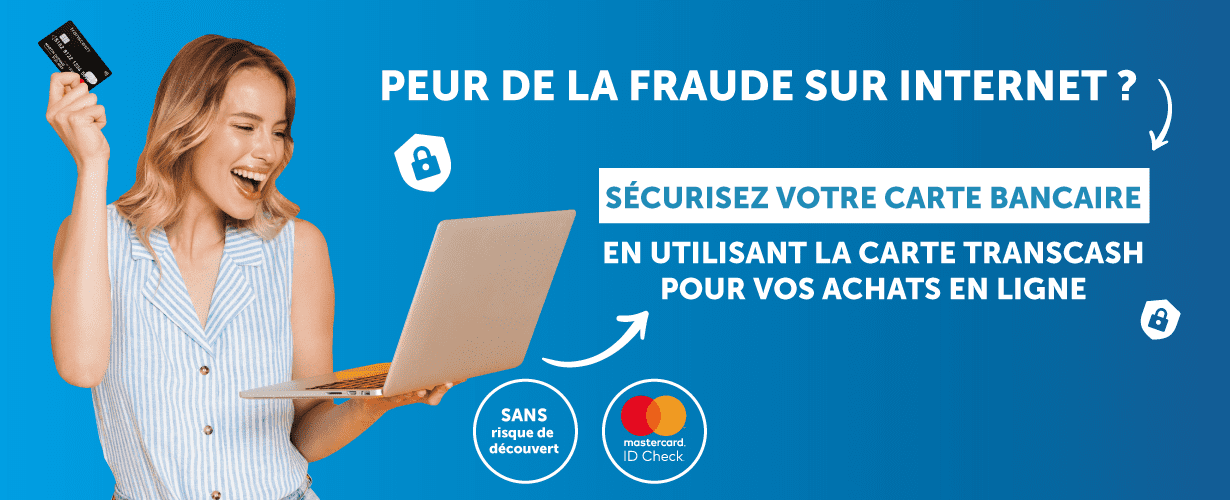 PEUR DE LA FRAUDE SUR INTERNET ?
SÉCURISEZ VOTRE CARTE BANCAIRE
EN UTILISANT LA CARTE TRANSCASH
POUR VOS ACHATS EN LIGNE
SANS
risque de
découvert
mastercard.
ID Check
transcash